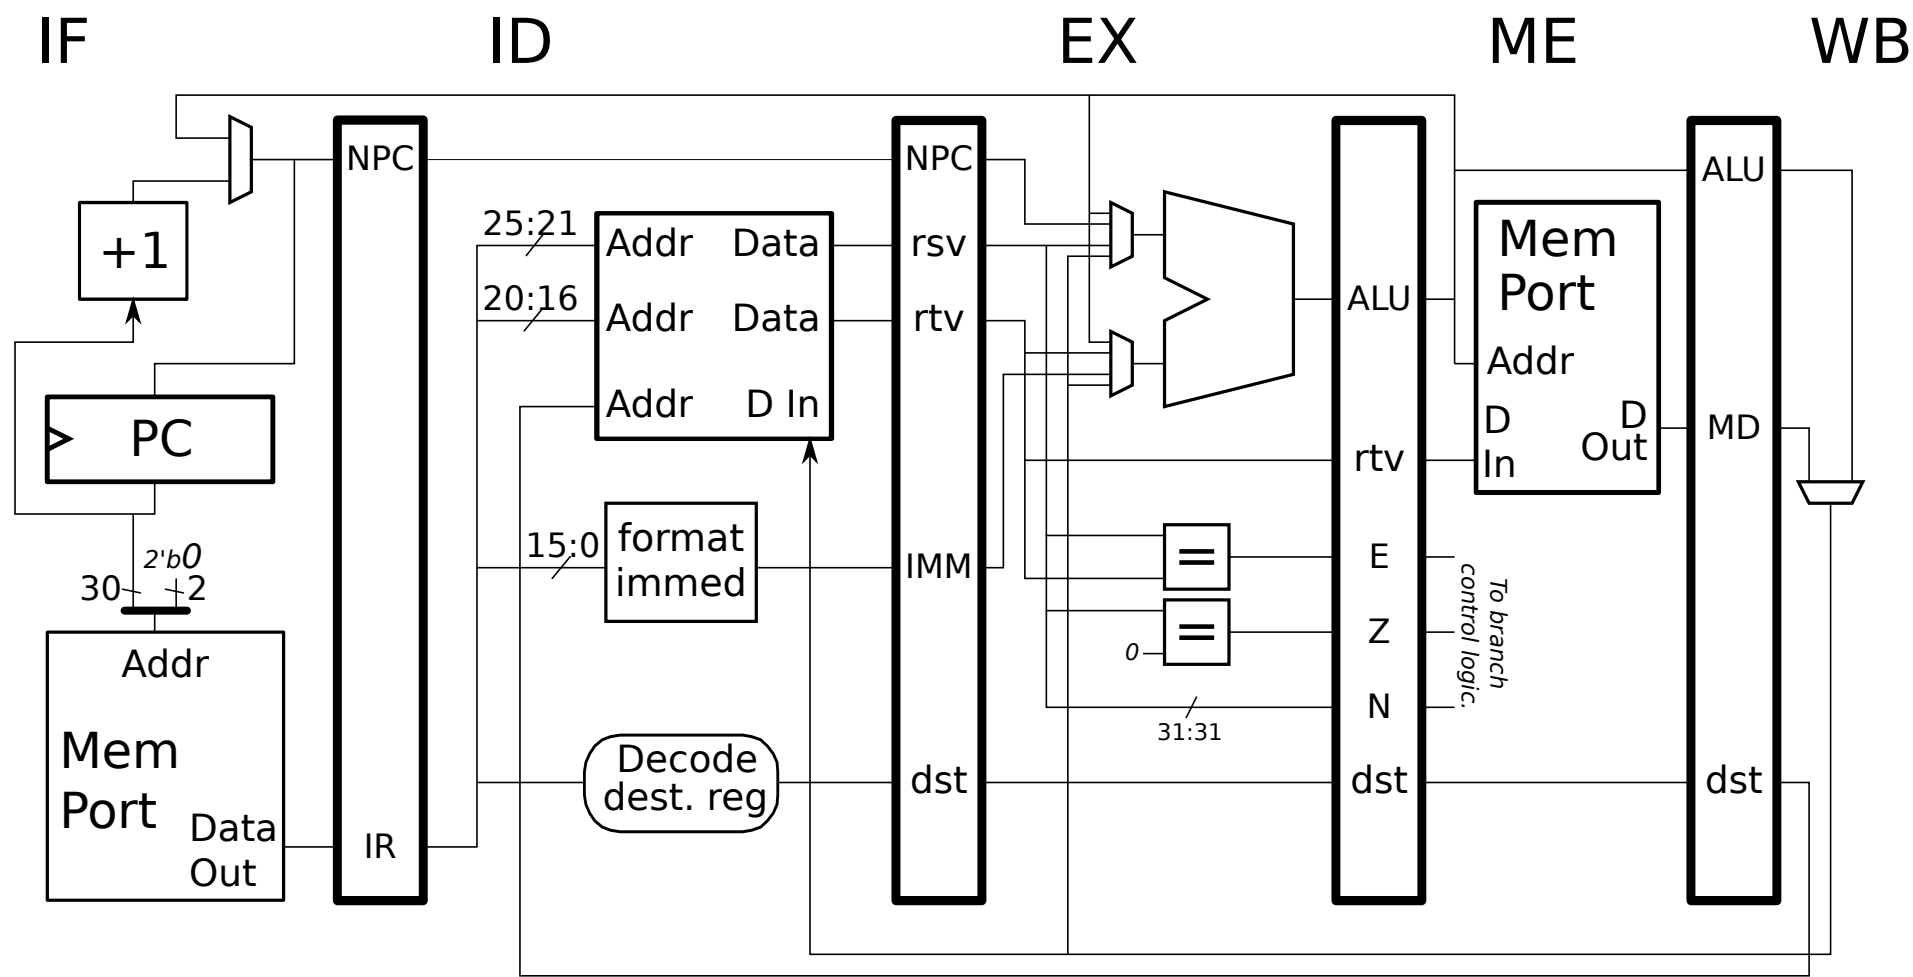 IF
ID
EX
ME
WB
+1
PC
2'b0
30
2
Addr
Mem
Port
Data
Out
NPC
IR
25:21
20:16
15:0
Addr
Data
Addr
Data
Addr
D In
format
immed
Decode
dest. reg
NPC
rsv
rtv
IMM
dst
=
=
0
31:31
ALU
rtv
E
Z
N
dst
To branch
control logic.
Mem
Port
Addr
D
In
D
Out
ALU
MD
dst